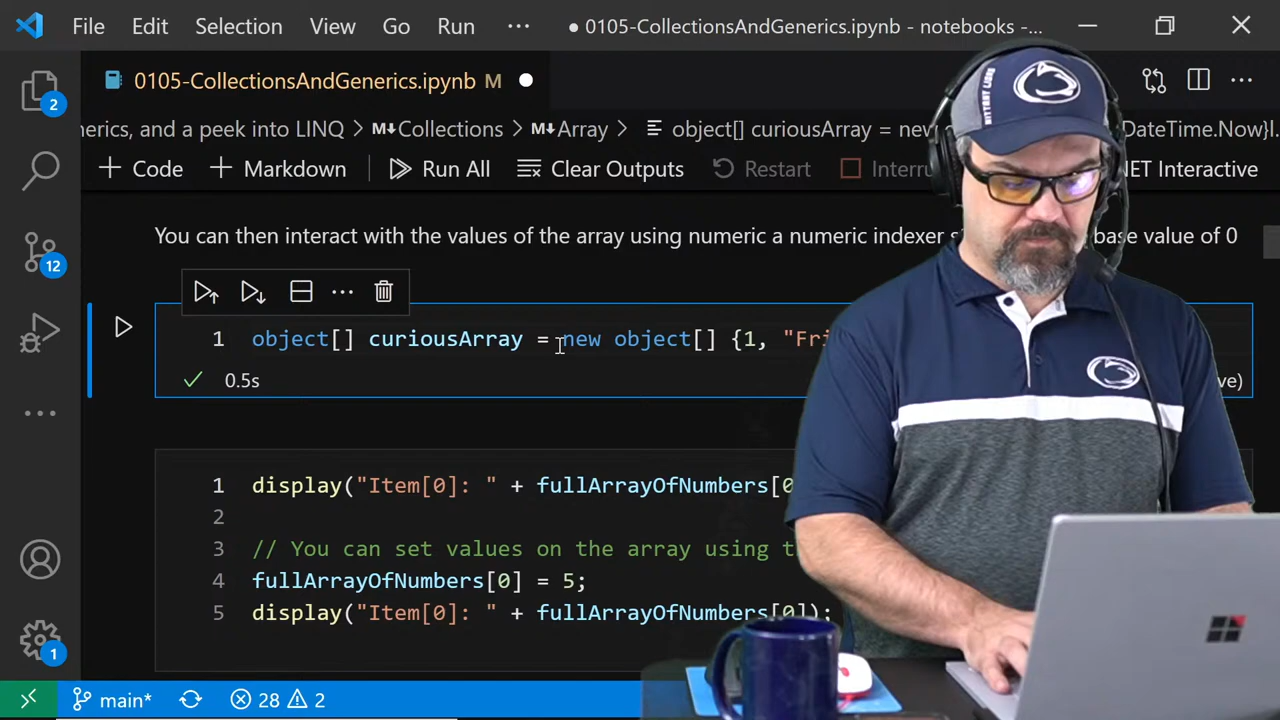 File Edit Selection View Go Run ··· ● 0105-CollectionsAndGenerics.ipynb - notebooks -...
0105-CollectionsAndGenerics.ipynb M
nerics, and a peek into LINQ > M↓Collections > M↓Array > object[] curiousArray = new DateTime.Now}
+ Code + Markdown Run All Clear Outputs Restart Interru NET Interactive
You can then interact with the values of the array using numeric a numeric indexer s base value of 0
1 object[] curiousArray = new object[] {1, "Fri
0.5s ve)
1 display("Item[0]: " + fullArrayOfNumbers[0
2
3 // You can set values on the array using t
4 fullArrayOfNumbers[0] = 5;
5 display("Item[0]: " + fullArrayOfNumbers[0]);
2
12
1
main* 28 2
NITTANY LIONS